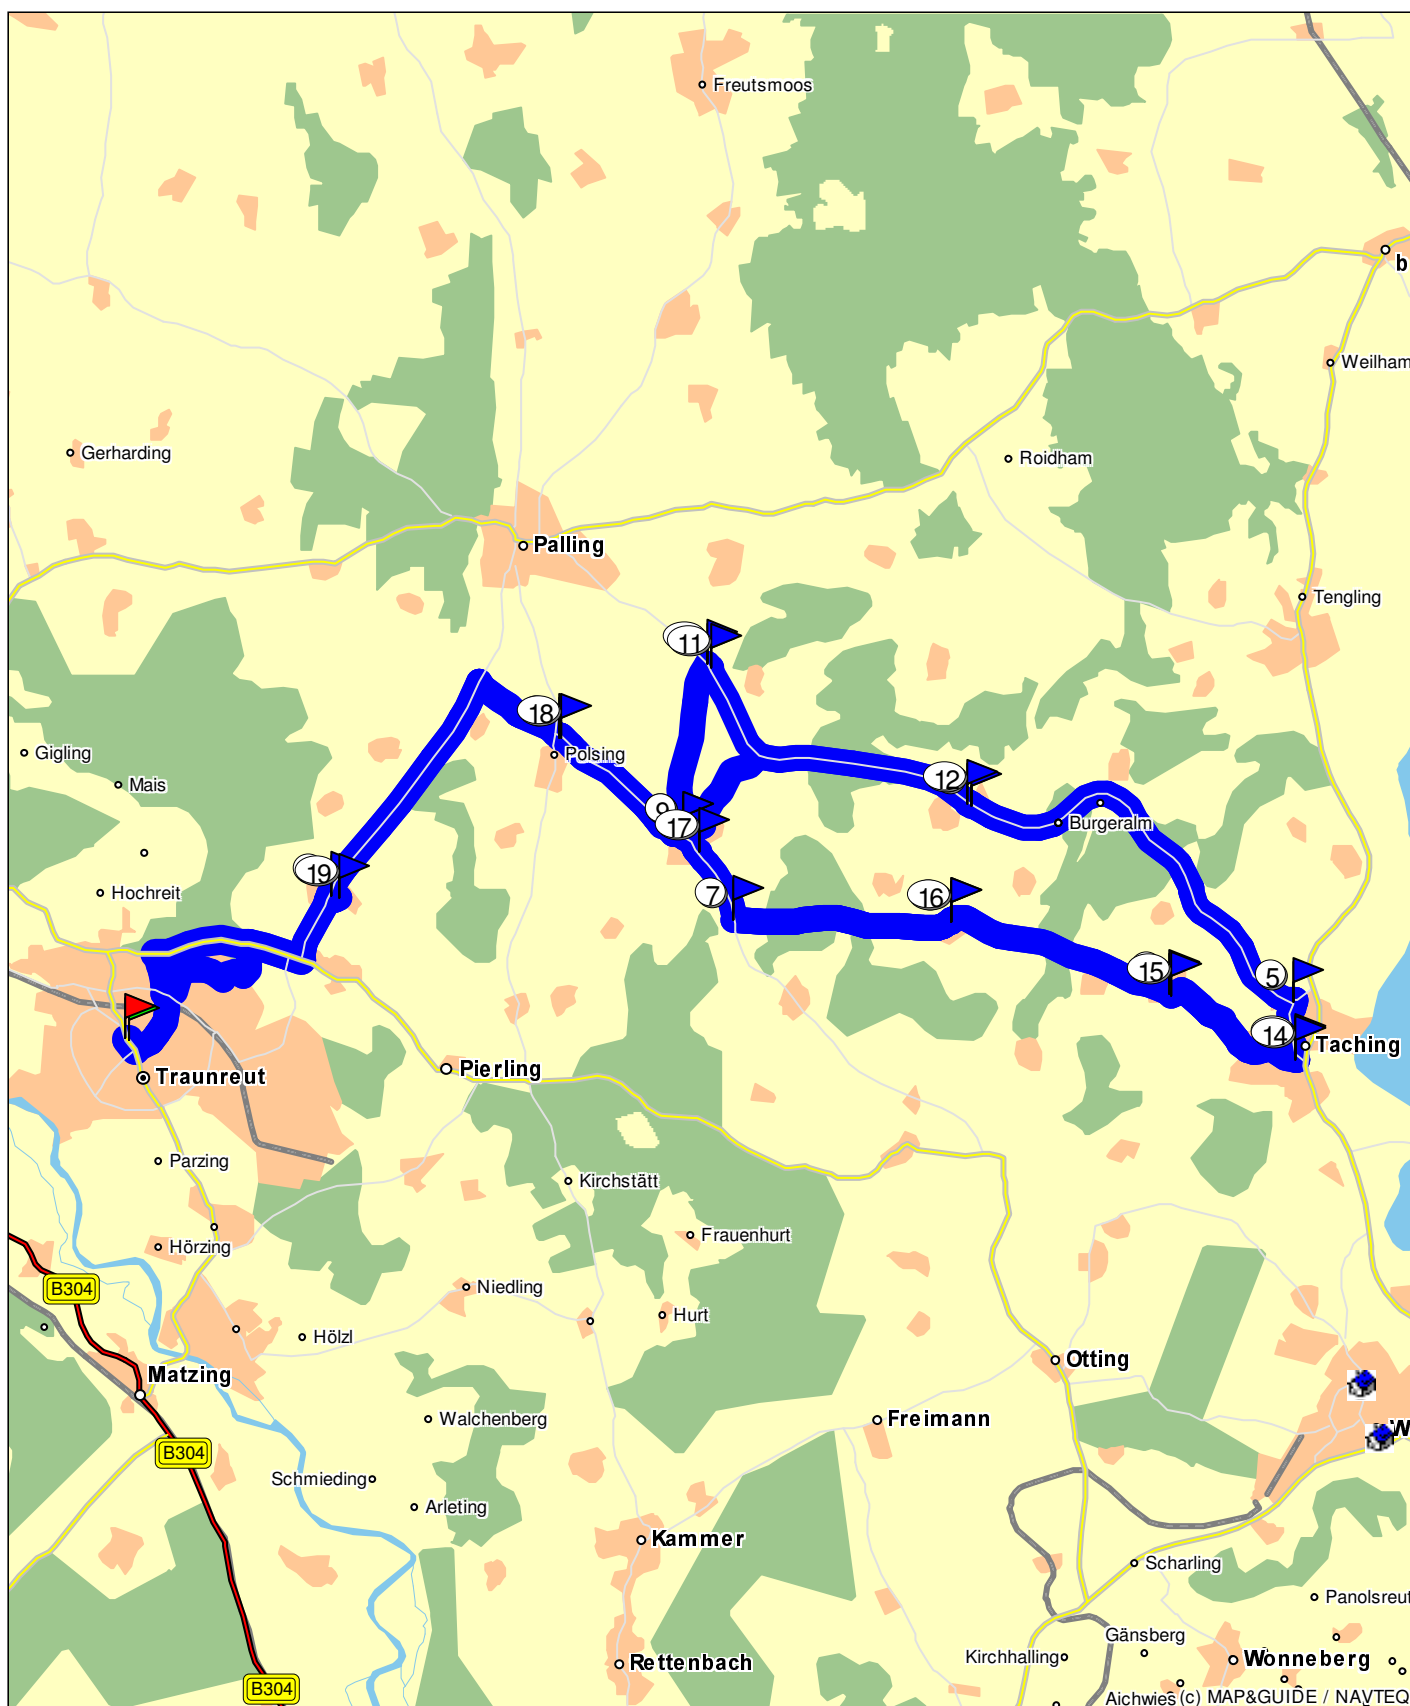 Freutsmoos
b
Weilham
Gerharding
Roidham
Palling
Tengling
11
18
Polsing
Gigling
12
Mais
9
Burgeralm
17
19
Hochreit
7
16
15
5
14
Taching
Pierling
Traunreut
Parzing
Kirchstätt
Frauenhurt
Hörzing
B304
Niedling
Hurt
Hölzl
Otting
Matzing
Freimann
Walchenberg
W
B304
Schmieding
Arleting
Kammer
Scharling
Panolsreut
Gänsberg
Kirchhalling
Wonneberg
Rettenbach
B304
Aichwies (c) MAP&GUIDE / NAVTEQ